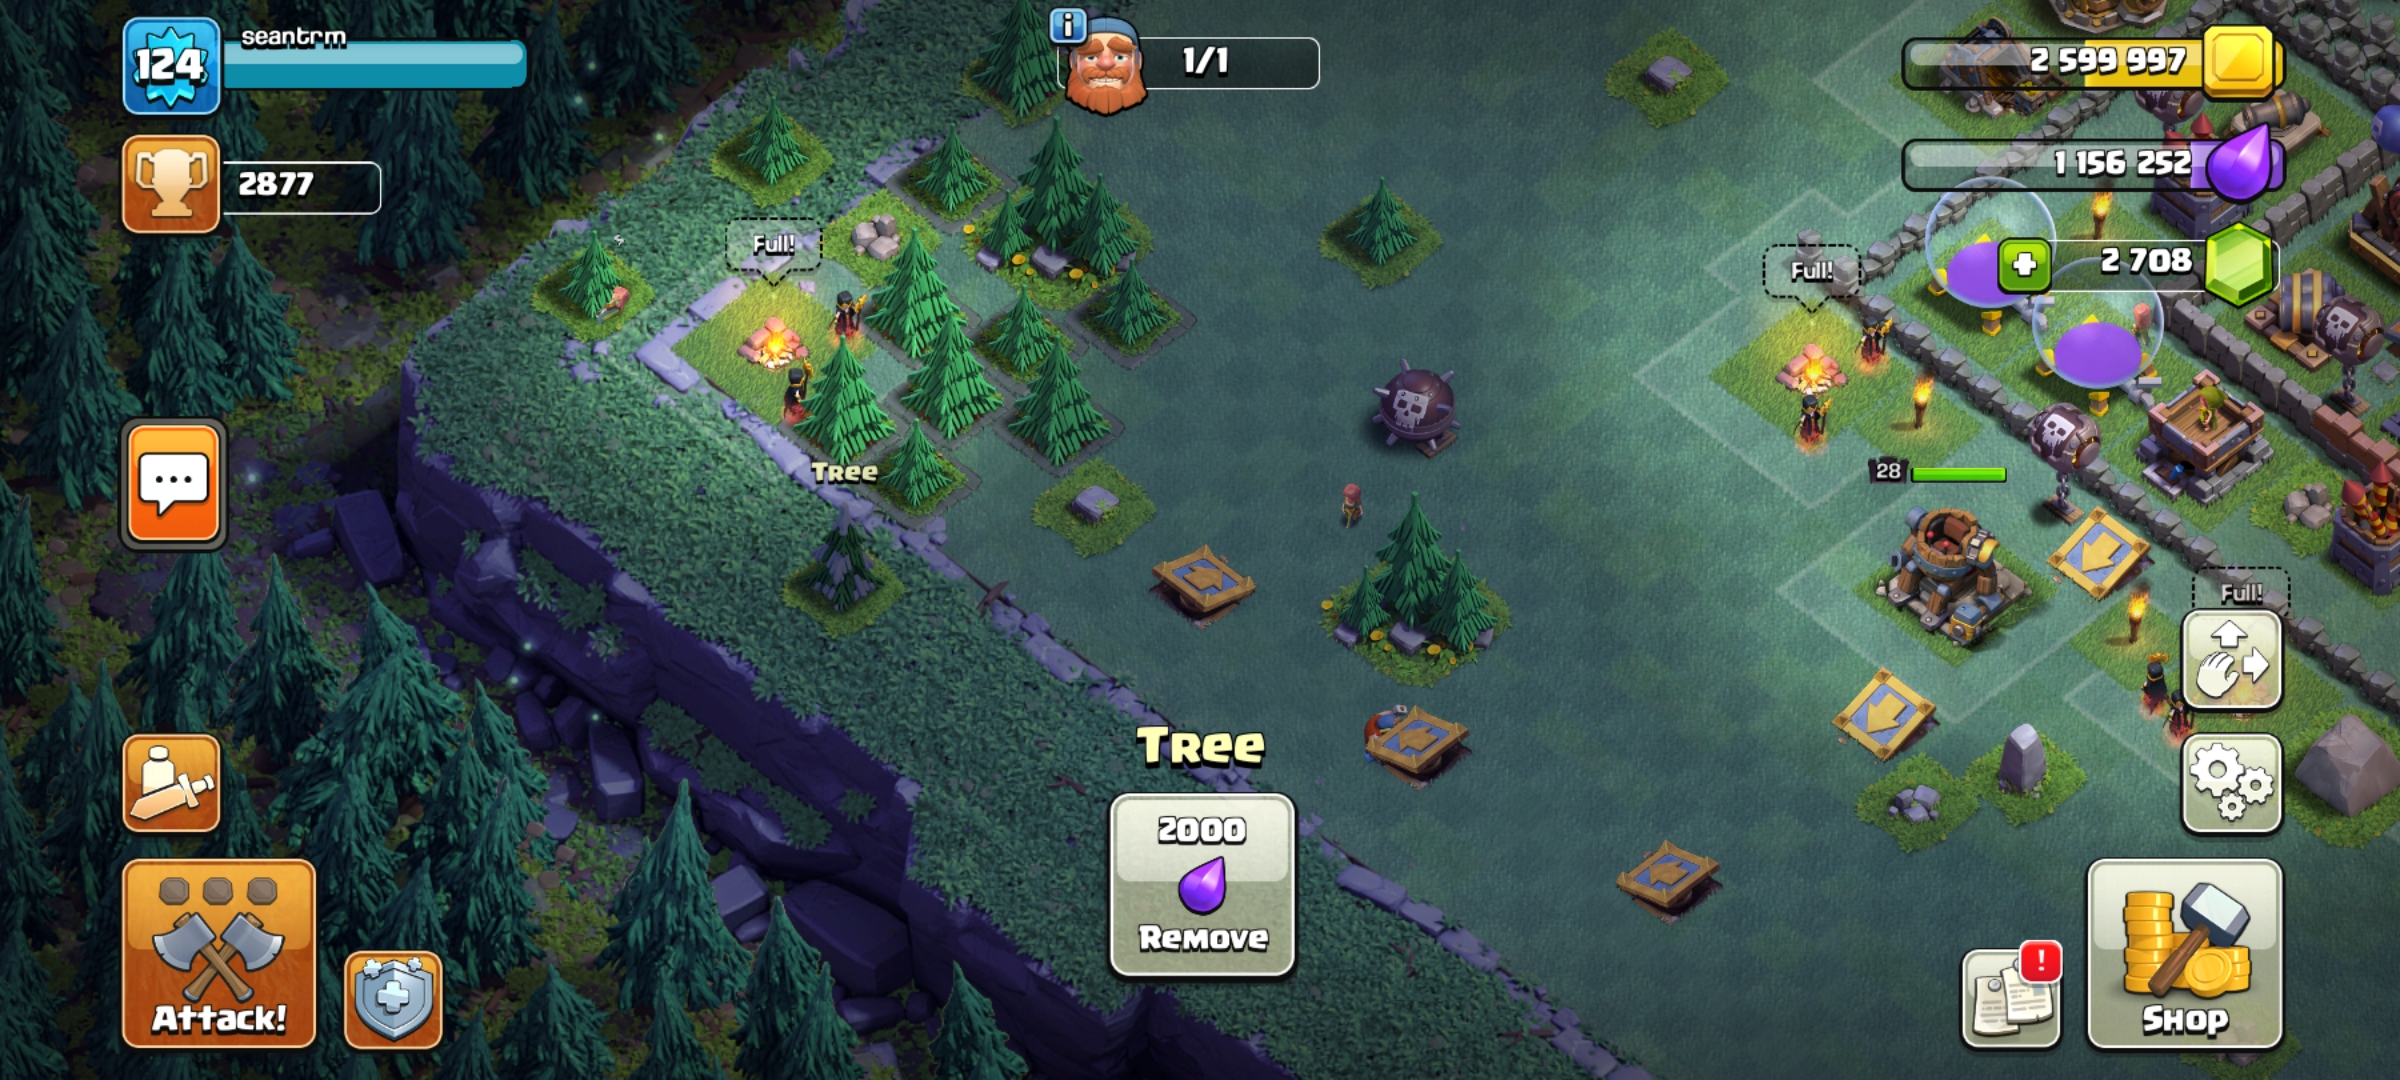 124
seantrm
1/1
2 599 997
2877
1 156 252
Full!
Full!
2 708
Tree
28
Full!
Tree
2000
Remove
Attack!
!
Shop